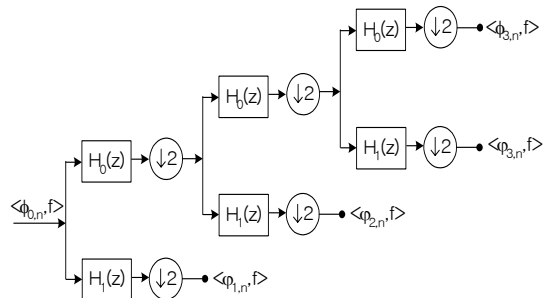 H₀(z) ↓2 <ϕ₃,ₙ,f>
H₀(z) ↓2
H₁(z) ↓2 <φ₃,ₙ,f>
H₀(z) ↓2
<ϕ₀,ₙ,f>
H₁(z) ↓2 <φ₂,ₙ,f>
H₁(z) ↓2 <φ₁,ₙ,f>